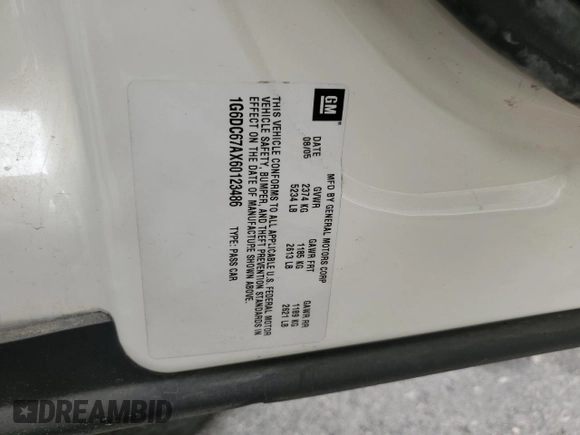 GM
MFD BY GENERAL MOTORS CORP
DATE GVWR GAWR FRT GAWR RR
08/05 2374 KG 1185 KG 1189 KG
5234 LB 2613 LB 2621 LB
THIS VEHICLE CONFORMS TO ALL APPLICABLE U.S. FEDERAL MOTOR
VEHICLE SAFETY, BUMPER, AND THEFT PREVENTION STANDARDS IN
EFFECT ON THE DATE OF MANUFACTURE SHOWN ABOVE.
1G6DC67AX60123486 TYPE: PASS CAR
DREAMBID